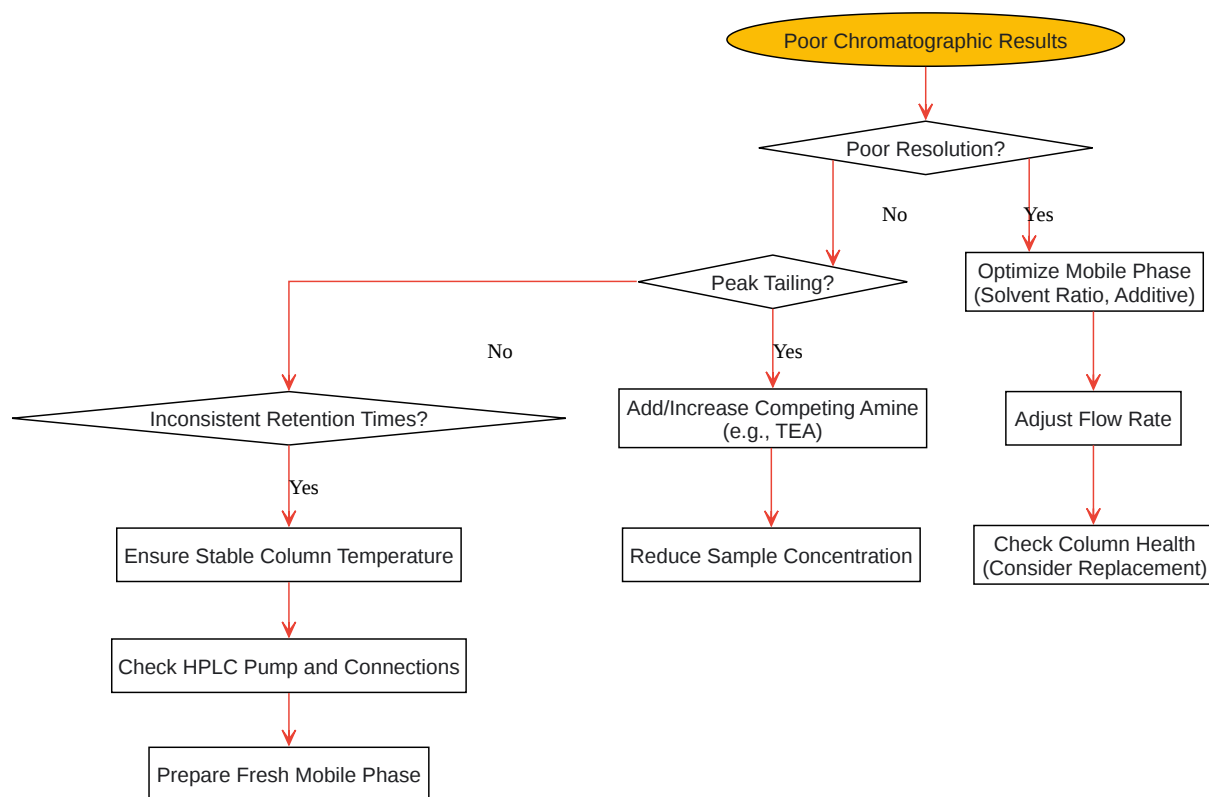 Poor Chromatographic Results
Poor Resolution?
No
Yes
Peak Tailing?
Optimize Mobile Phase
(Solvent Ratio, Additive)
No
Yes
Inconsistent Retention Times?
Add/Increase Competing Amine
(e.g., TEA)
Adjust Flow Rate
Yes
Ensure Stable Column Temperature
Reduce Sample Concentration
Check Column Health
(Consider Replacement)
Check HPLC Pump and Connections
Prepare Fresh Mobile Phase